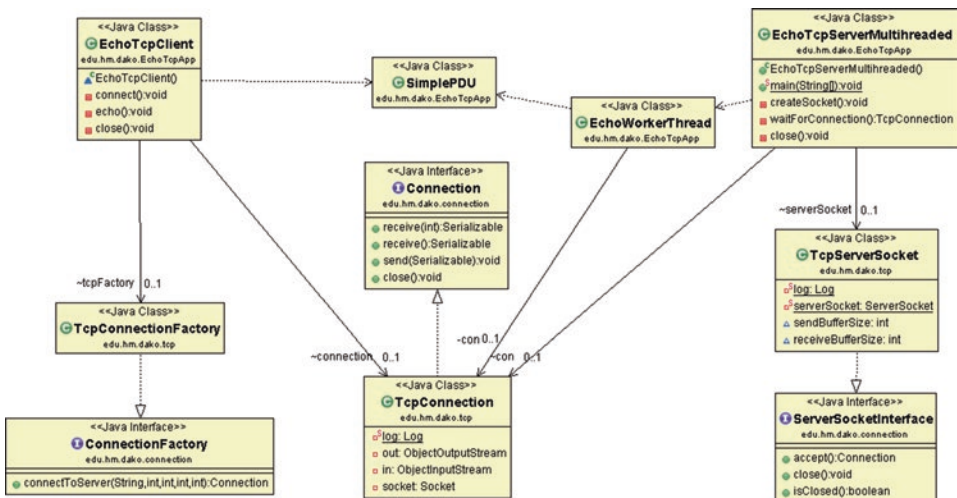 <<Java Class>>
EchoTcpClient
edu.hm.dako.EchoTcpApp
EchoTcpClient()
connect():void
echo():void
close():void
<<Java Class>>
SimplePDU
edu.hm.dako.EchoTcpApp
<<Java Class>>
EchoWorkerThread
edu.hm.dako.EchoTcpApp
<<Java Class>>
EchoTcpServerMultihreaded
edu.hm.dako.EchoTcpApp
EchoTcpServerMultihreaded()
main(String[]):void
createSocket():void
waitForConnection():TcpConnection
close():void
<<Java Interface>>
Connection
edu.hm.dako.connection
receive(int):Serializable
receive():Serializable
send(Serializable):void
close():void
~serverSocket 0..1
<<Java Class>>
TcpServerSocket
edu.hm.dako.tcp
log: Log
serverSocket: ServerSocket
sendBufferSize: int
receiveBufferSize: int
~tcpFactory 0..1
<<Java Class>>
TcpConnectionFactory
edu.hm.dako.tcp
~connection 0..1
-con 0..1
~con 0..1
<<Java Class>>
TcpConnection
edu.hm.dako.tcp
log: Log
out: ObjectOutputStream
in: ObjectInputStream
socket: Socket
<<Java Interface>>
ConnectionFactory
edu.hm.dako.connection
connectToServer(String,int,int,int,int):Connection
<<Java Interface>>
ServerSocketInterface
edu.hm.dako.connection
accept():Connection
close():void
isClosed():boolean